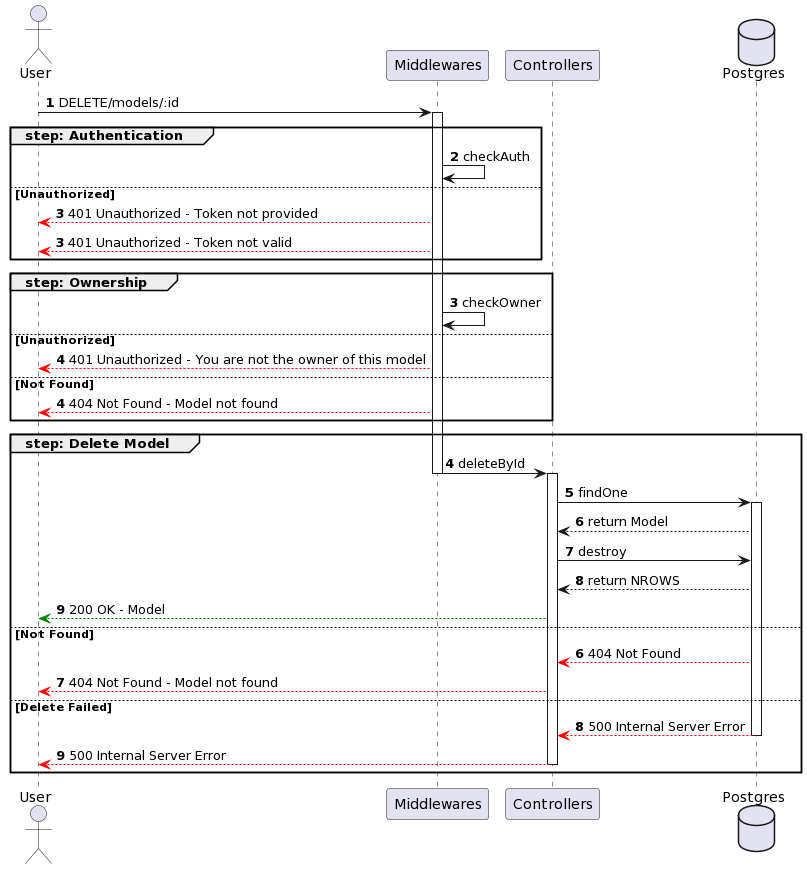 User
Middlewares
Controllers
Postgres
1 DELETE/models/:id
step: Authentication
2 checkAuth
[Unauthorized]
3 401 Unauthorized - Token not provided
3 401 Unauthorized - Token not valid
step: Ownership
3 checkOwner
[Unauthorized]
4 401 Unauthorized - You are not the owner of this model
[Not Found]
4 404 Not Found - Model not found
step: Delete Model
4 deleteById
5 findOne
6 return Model
7 destroy
8 return NROWS
9 200 OK - Model
[Not Found]
6 404 Not Found
7 404 Not Found - Model not found
[Delete Failed]
8 500 Internal Server Error
9 500 Internal Server Error
User
Middlewares
Controllers
Postgres